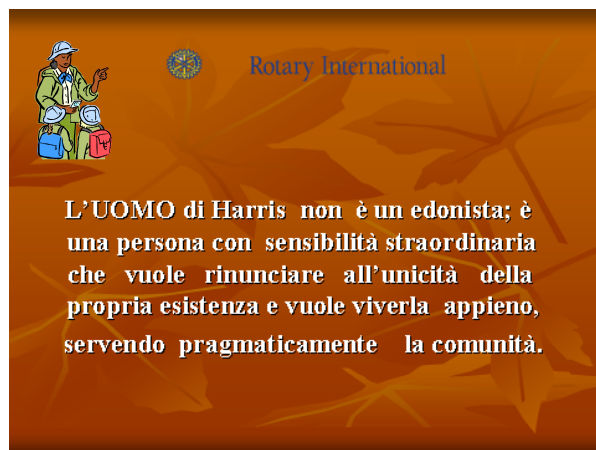 Rotary International
L'UOMO di Harris non è un edonista; è
una persona con sensibilità straordinaria
che vuole rinunciare all'unicità della
propria esistenza e vuole viverla appieno,
servendo pragmaticamente la comunità.